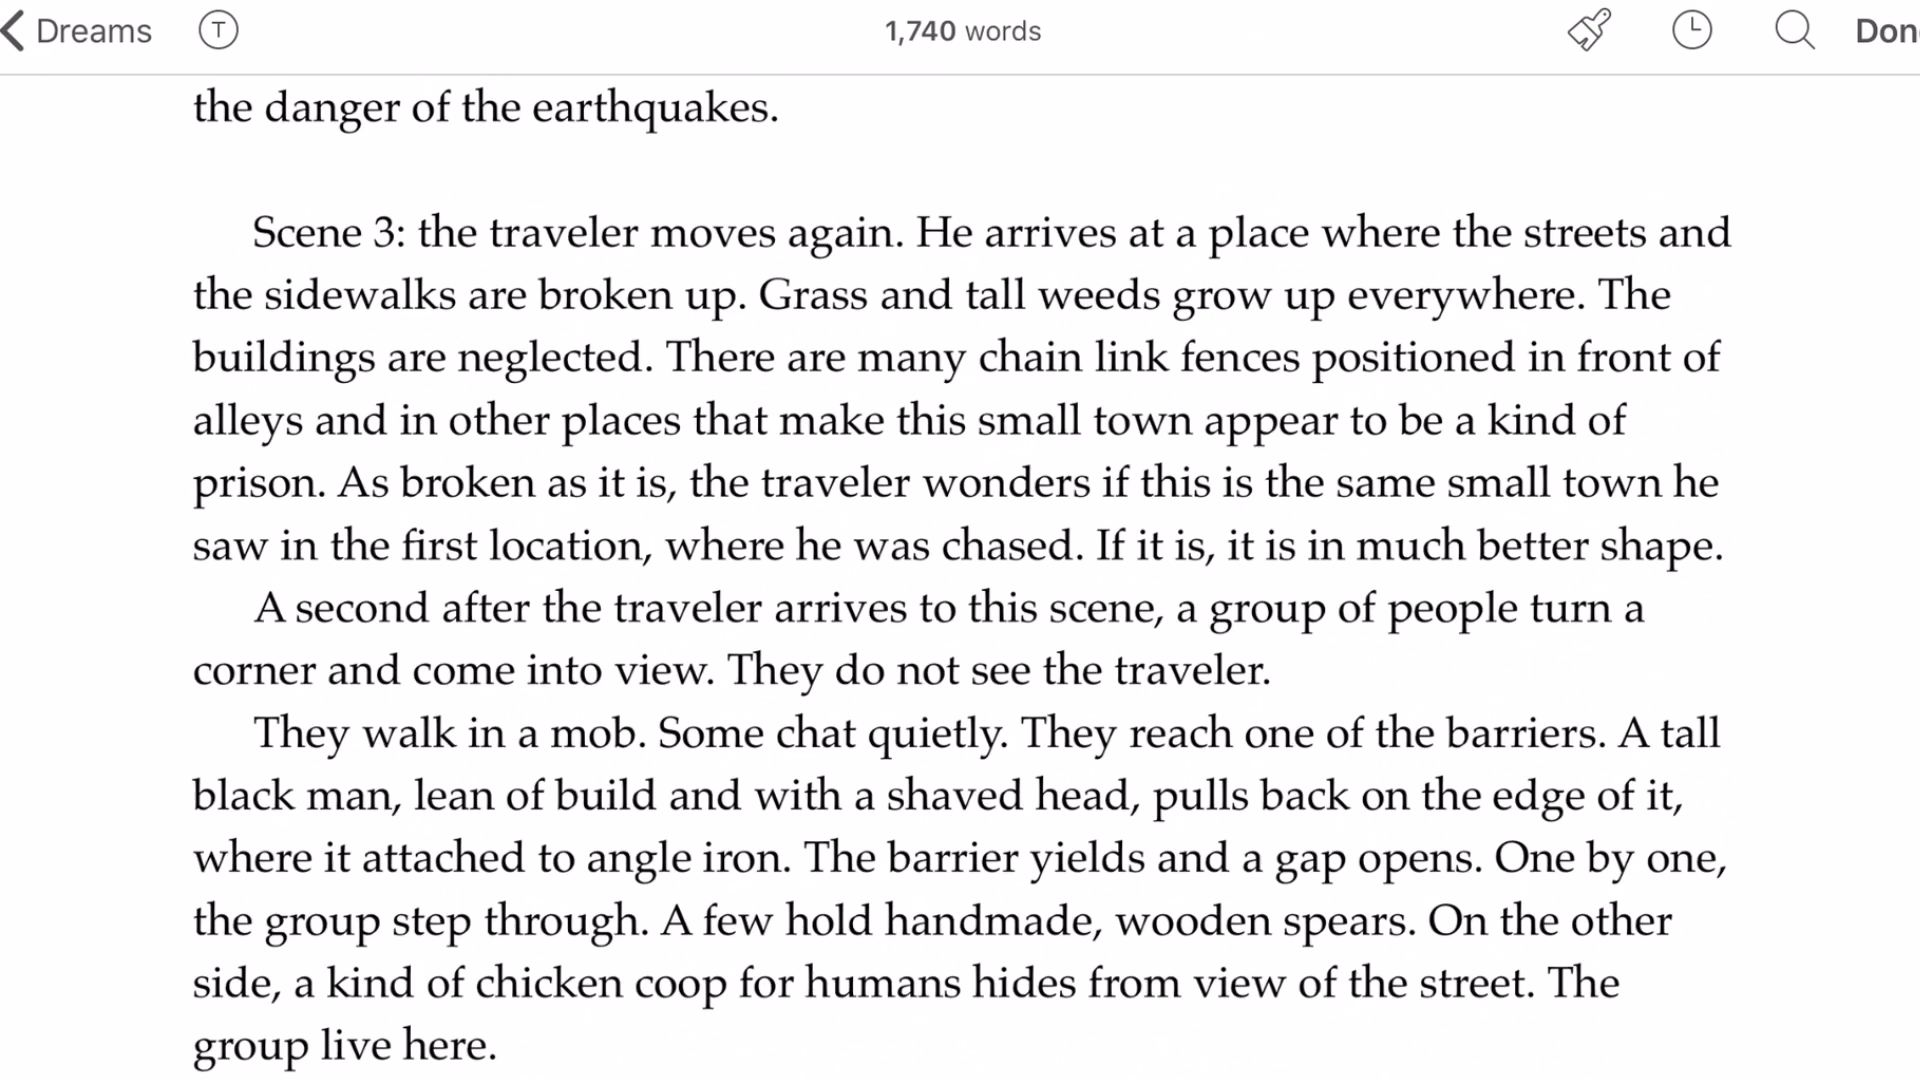 Dreams
T
1,740 words
Don
the danger of the earthquakes.
Scene 3: the traveler moves again. He arrives at a place where the streets and
the sidewalks are broken up. Grass and tall weeds grow up everywhere. The
buildings are neglected. There are many chain link fences positioned in front of
alleys and in other places that make this small town appear to be a kind of
prison. As broken as it is, the traveler wonders if this is the same small town he
saw in the first location, where he was chased. If it is, it is in much better shape.
A second after the traveler arrives to this scene, a group of people turn a
corner and come into view. They do not see the traveler.
They walk in a mob. Some chat quietly. They reach one of the barriers. A tall
black man, lean of build and with a shaved head, pulls back on the edge of it,
where it attached to angle iron. The barrier yields and a gap opens. One by one,
the group step through. A few hold handmade, wooden spears. On the other
side, a kind of chicken coop for humans hides from view of the street. The
group live here.